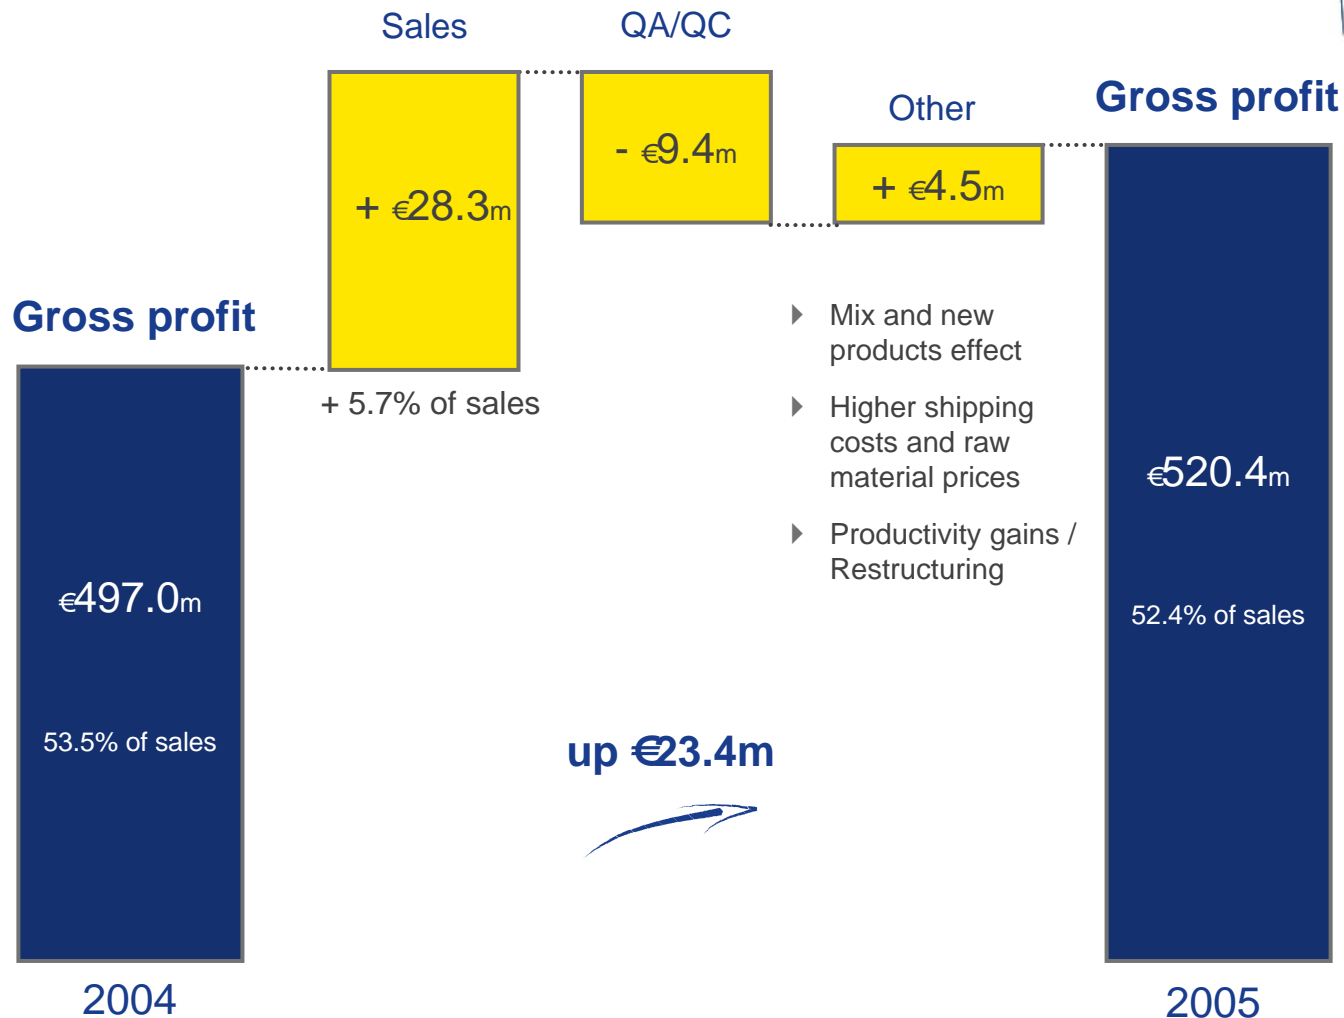 Sales
QA/QC
Other
Gross profit
+ €28.3m
- €9.4m
+ €4.5m
Gross profit
+ 5.7% of sales
Mix and new
products effect
Higher shipping
costs and raw
material prices
Productivity gains /
Restructuring
€497.0m
53.5% of sales
€520.4m
52.4% of sales
up €23.4m
2004
2005